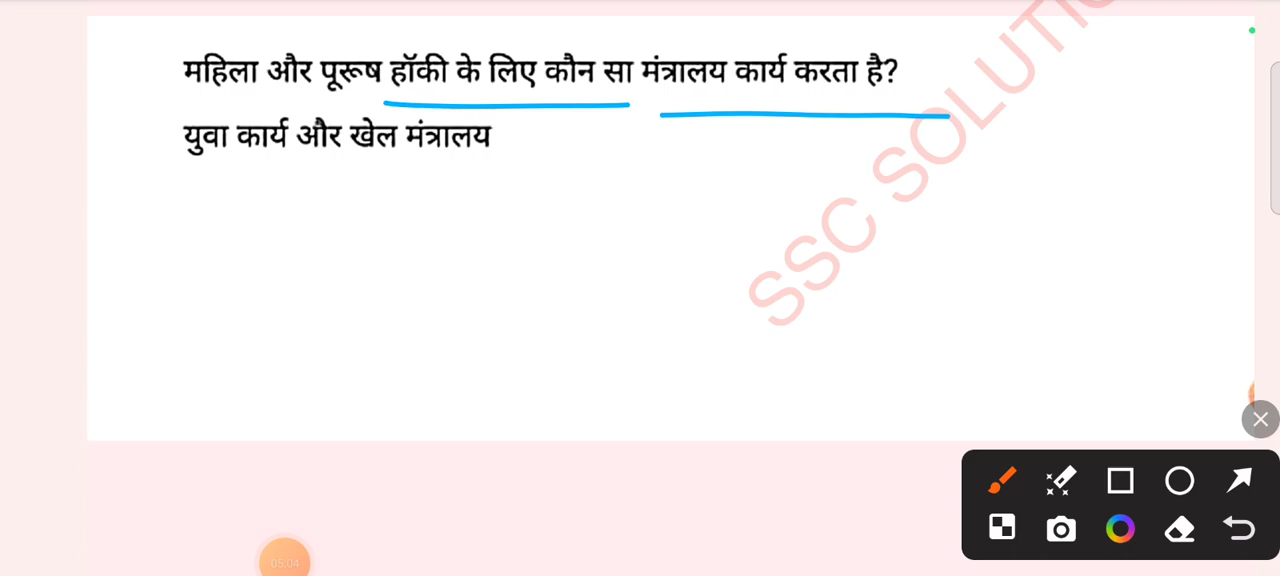 महिला और पूरूष हॉकी के लिए कौन सा मंत्रालय कार्य करता है?
युवा कार्य और खेल मंत्रालय
SSC SOLUTI
05:04